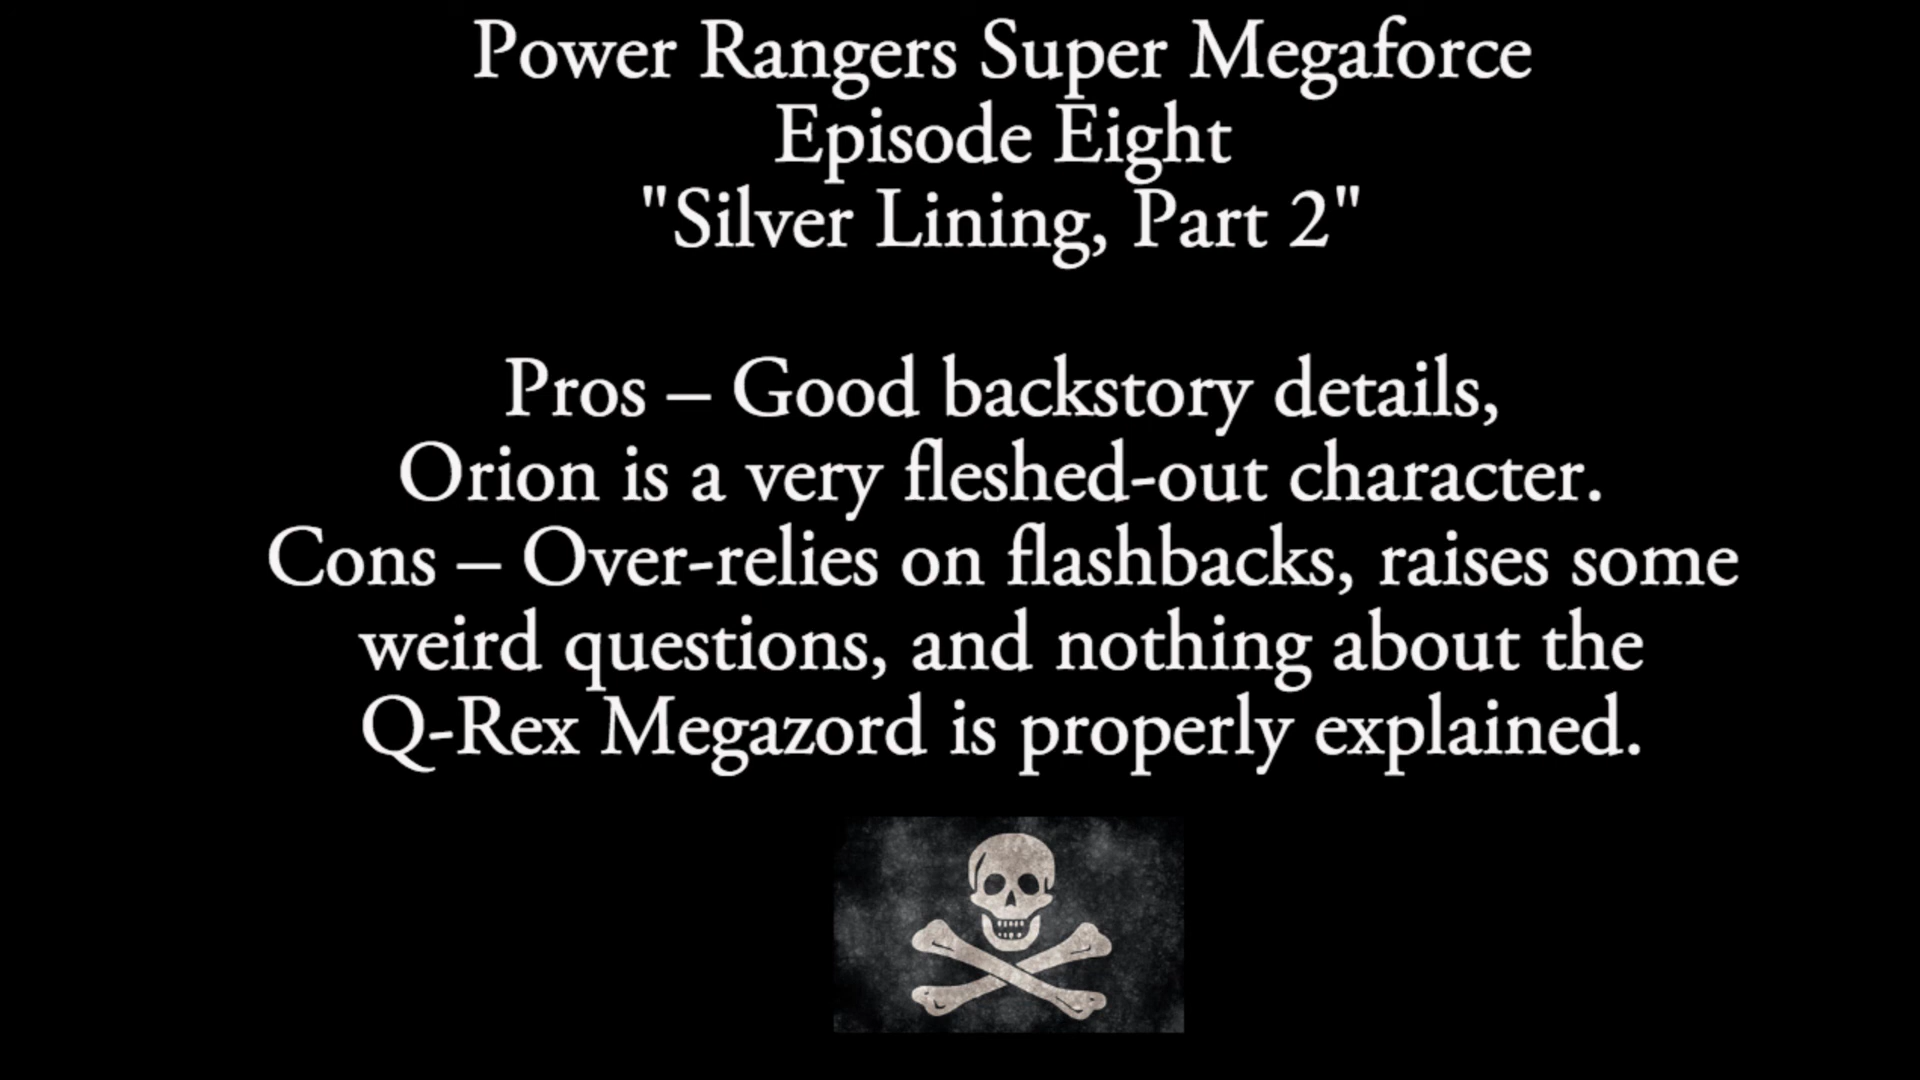 Power Rangers Super Megaforce
Episode Eight
"Silver Lining, Part 2"
Pros – Good backstory details,
Orion is a very fleshed-out character.
Cons – Over-relies on flashbacks, raises some
weird questions, and nothing about the
Q-Rex Megazord is properly explained.